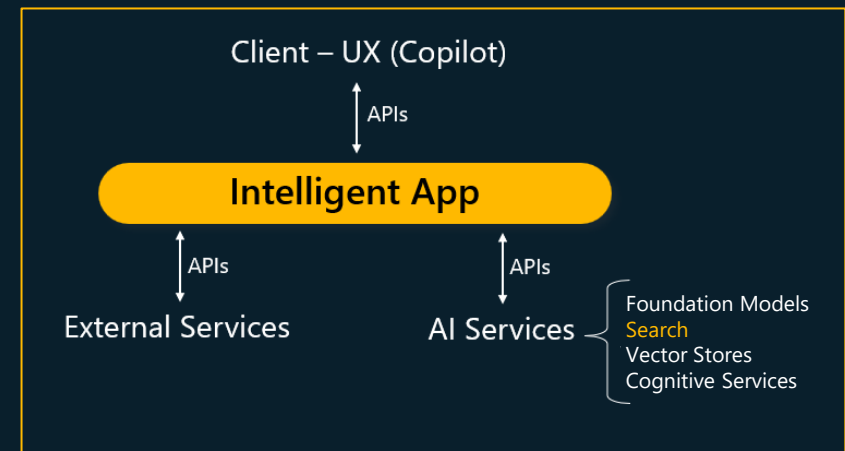 Client – UX (Copilot)
APIs
Intelligent App
APIs
APIs
External Services
AI Services
Foundation Models
Search
Vector Stores
Cognitive Services